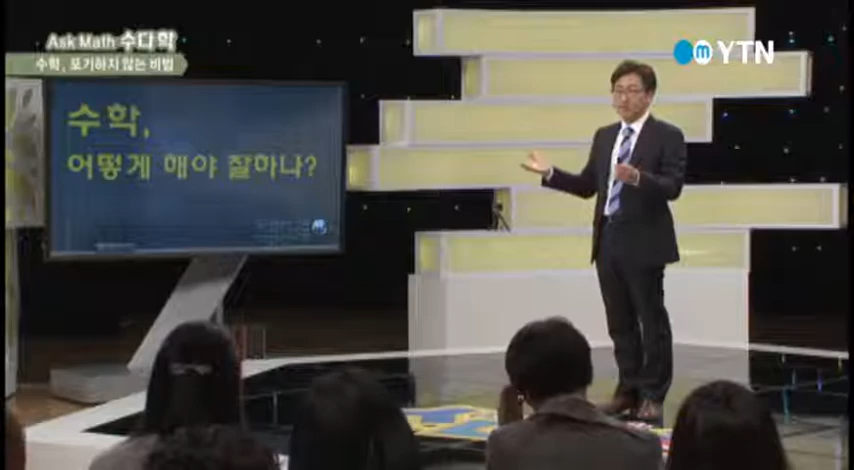 Ask Math 수다학
수학, 포기하지 않는 비법
m YTN
수학,
어떻게 해야 잘하나?